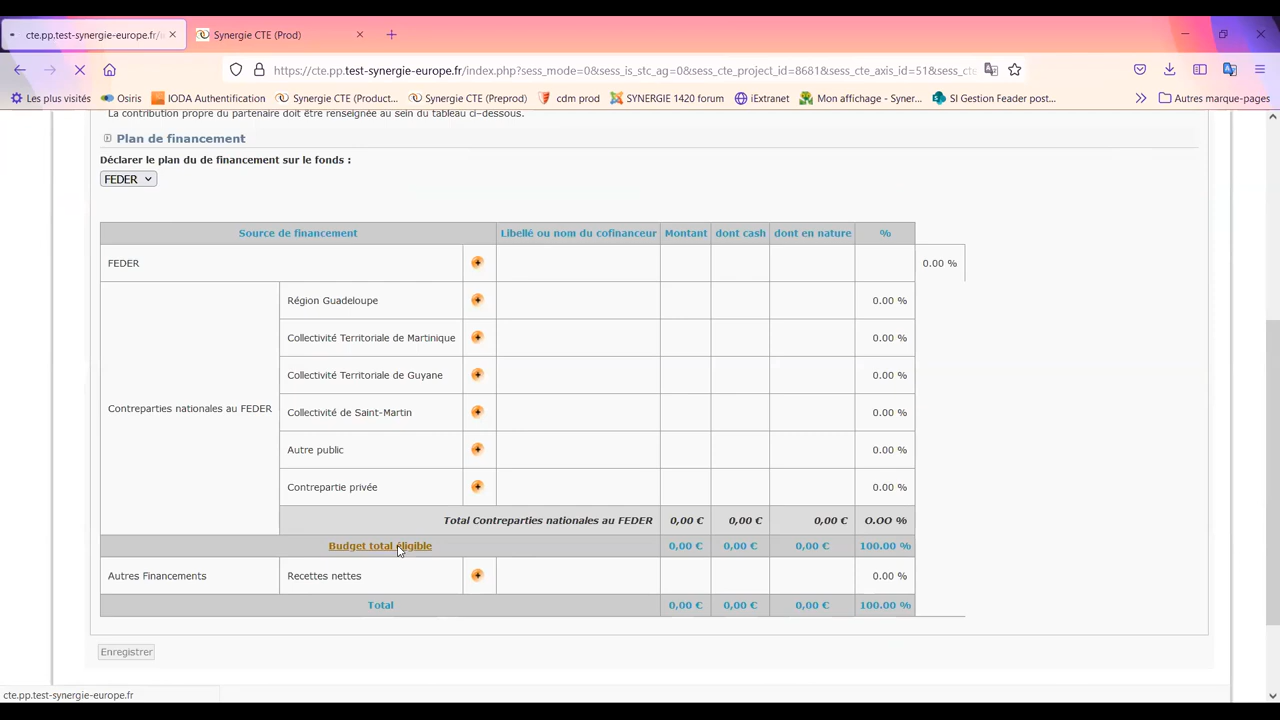 cte.pp.test-synergie-europe.fr/i
Synergie CTE (Prod)
https://cte.pp.test-synergie-europe.fr/index.php?sess_mode=0&sess_is_stc_ag=0&sess_cte_project_id=8681&sess_cte_axis_id=51&sess_cte
Les plus visités
Osiris
IODA Authentification
Synergie CTE (Product...
Synergie CTE (Preprod)
cdm prod
SYNERGIE 1420 forum
iExtranet
Mon affichage - Syner...
SI Gestion Feader post...
Autres marque-pages
La contribution propre du partenaire doit être renseignée au sein du tableau ci-dessous.
Plan de financement
Déclarer le plan du de financement sur le fonds :
FEDER
Source de financement Libellé ou nom du cofinanceur Montant dont cash dont en nature %
FEDER 0.00 %
Région Guadeloupe 0.00 %
Collectivité Territoriale de Martinique 0.00 %
Collectivité Territoriale de Guyane 0.00 %
Contreparties nationales au FEDER
Collectivité de Saint-Martin 0.00 %
Autre public 0.00 %
Contrepartie privée 0.00 %
Total Contreparties nationales au FEDER 0,00 € 0,00 € 0,00 € 0.00 %
Budget total éligible 0,00 € 0,00 € 0,00 € 100.00 %
Autres Financements Recettes nettes 0.00 %
Total 0,00 € 0,00 € 0,00 € 100.00 %
Enregistrer
cte.pp.test-synergie-europe.fr